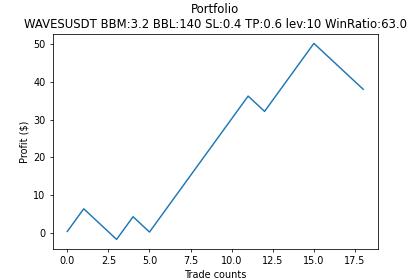 Portfolio
WAVESUSDT BBM:3.2 BBL:140 SL:0.4 TP:0.6 lev:10 WinRatio:63.0
Profit ($)
50
40
30
20
10
0
0.0 2.5 5.0 7.5 10.0 12.5 15.0 17.5
Trade counts